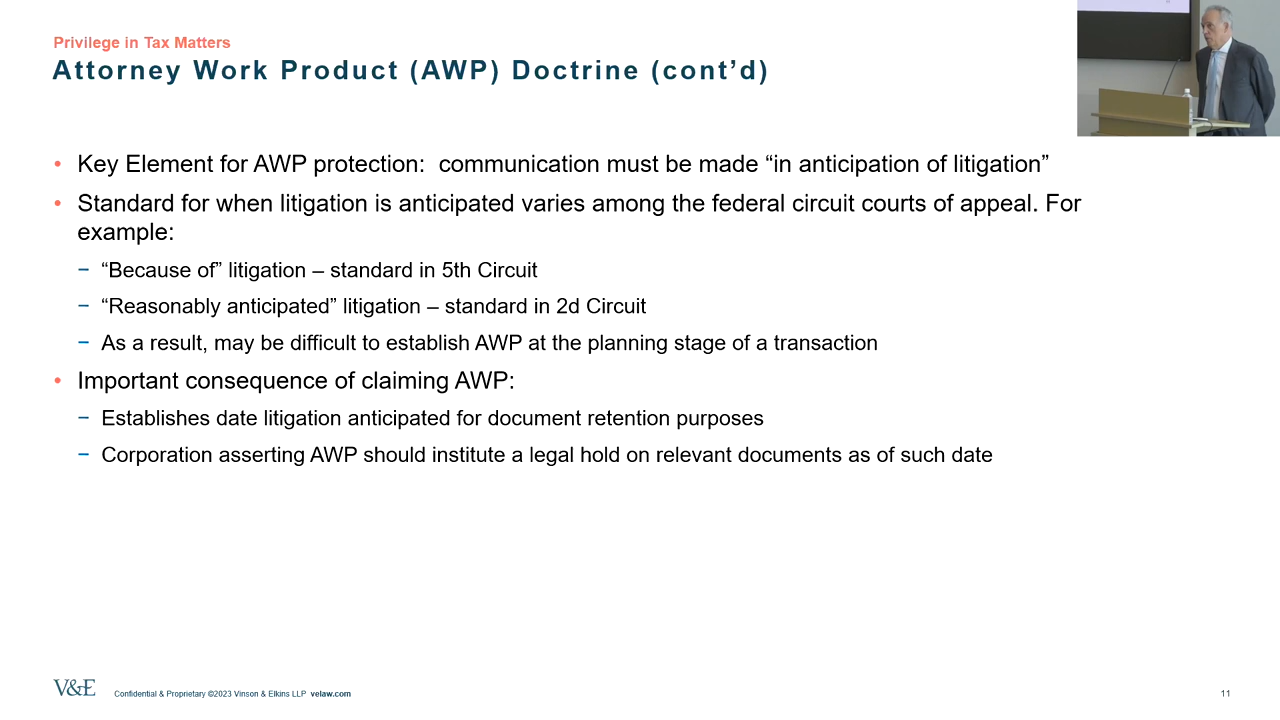 Privilege in Tax Matters
Attorney Work Product (AWP) Doctrine (cont’d)
• Key Element for AWP protection:  communication must be made “in anticipation of litigation”
• Standard for when litigation is anticipated varies among the federal circuit courts of appeal. For
example:
− “Because of” litigation – standard in 5th Circuit
− “Reasonably anticipated” litigation – standard in 2d Circuit
− As a result, may be difficult to establish AWP at the planning stage of a transaction
• Important consequence of claiming AWP:
− Establishes date litigation anticipated for document retention purposes
− Corporation asserting AWP should institute a legal hold on relevant documents as of such date
V&E
Confidential & Proprietary ©2023 Vinson & Elkins LLP  velaw.com
11